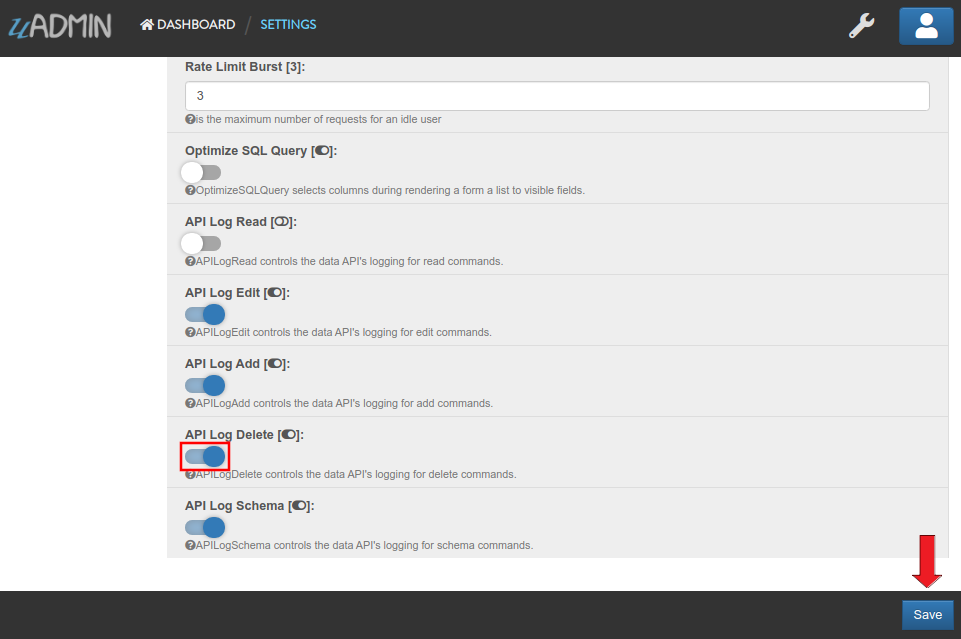 uADMIN
DASHBOARD / SETTINGS
Rate Limit Burst [3]:
3
is the maximum number of requests for an idle user
Optimize SQL Query []:
OptimizeSQLQuery selects columns during rendering a form a list to visible fields.
API Log Read []:
APILogRead controls the data API's logging for read commands.
API Log Edit []:
APILogEdit controls the data API's logging for edit commands.
API Log Add []:
APILogAdd controls the data API's logging for add commands.
API Log Delete []:
APILogDelete controls the data API's logging for delete commands.
API Log Schema []:
APILogSchema controls the data API's logging for schema commands.
Save